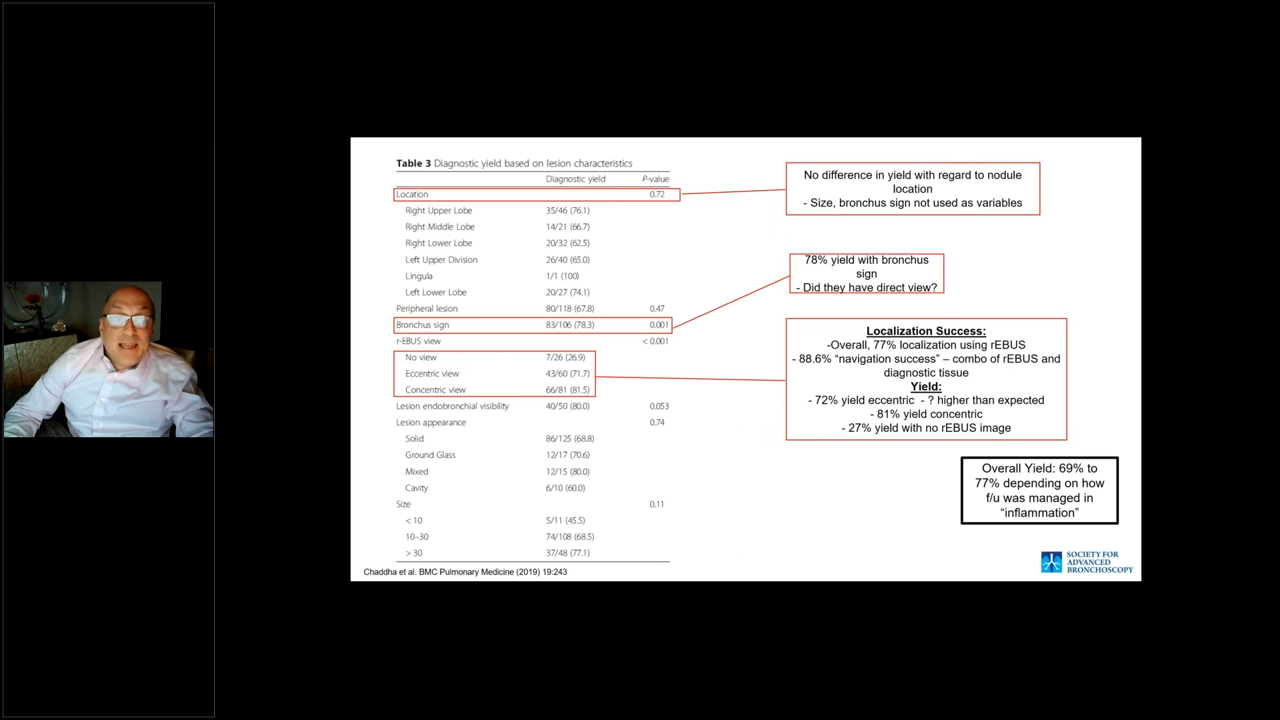 Table 3 Diagnostic yield based on lesion characteristics
Diagnostic yield P-value
Location 0.72
Right Upper Lobe 35/46 (76.1)
Right Middle Lobe 14/21 (66.7)
Right Lower Lobe 20/32 (62.5)
Left Upper Division 26/40 (65.0)
Lingula 1/1 (100)
Left Lower Lobe 20/27 (74.1)
Peripheral lesion 80/118 (67.8) 0.47
Bronchus sign 83/106 (78.3) 0.001
r-EBUS view < 0.001
No view 7/26 (26.9)
Eccentric view 43/60 (71.7)
Concentric view 66/81 (81.5)
Lesion endobronchial visibility 40/50 (80.0) 0.053
Lesion appearance 0.74
Solid 86/125 (68.8)
Ground Glass 12/17 (70.6)
Mixed 12/15 (80.0)
Cavity 6/10 (60.0)
Size 0.11
< 10 5/11 (45.5)
10–30 74/108 (68.5)
> 30 37/48 (77.1)
Chaddha et al. BMC Pulmonary Medicine (2019) 19:243
No difference in yield with regard to nodule
location
- Size, bronchus sign not used as variables
78% yield with bronchus
sign
- Did they have direct view?
Localization Success:
-Overall, 77% localization using rEBUS
- 88.6% “navigation success” – combo of rEBUS and
diagnostic tissue
Yield:
- 72% yield eccentric - ? higher than expected
- 81% yield concentric
- 27% yield with no rEBUS image
Overall Yield: 69% to
77% depending on how
f/u was managed in
“inflammation”
SOCIETY FOR
ADVANCED
BRONCHOSCOPY